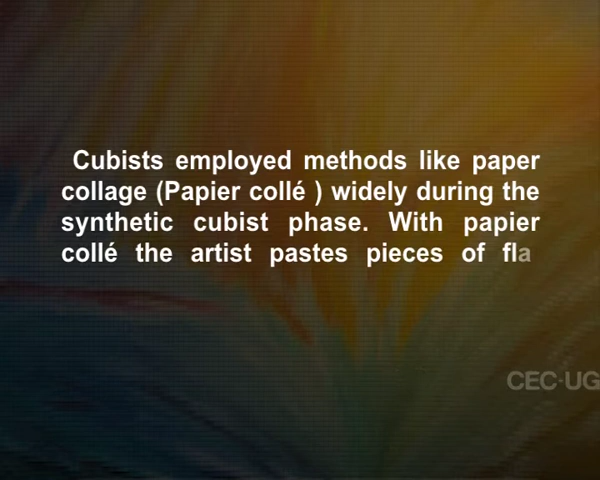 Cubists employed methods like paper
collage (Papier collé ) widely during the
synthetic cubist phase. With papier
collé the artist pastes pieces of fla
CEC-UG